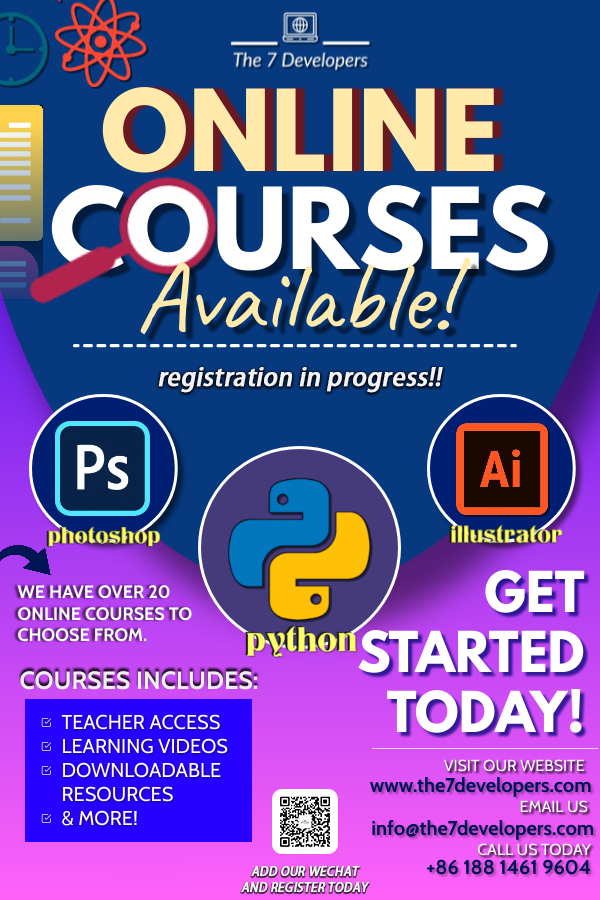 The 7 Developers
ONLINE
COURSES
Available!
registration in progress!!
Ps
photoshop
Ai
illustrator
python
WE HAVE OVER 20
ONLINE COURSES TO
CHOOSE FROM.
COURSES INCLUDES:
TEACHER ACCESS
LEARNING VIDEOS
DOWNLOADABLE
RESOURCES
& MORE!
GET
STARTED
TODAY!
VISIT OUR WEBSITE
www.the7developers.com
EMAIL US
info@the7developers.com
CALL US TODAY
+86 188 1461 9604
ADD OUR WECHAT
AND REGISTER TODAY